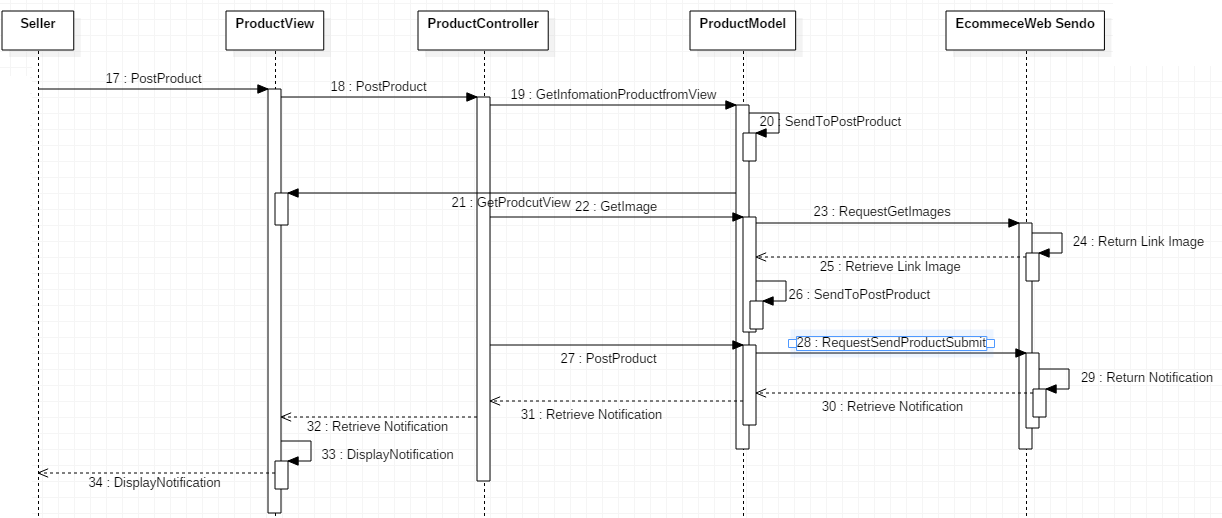 Seller
ProductView
ProductController
ProductModel
EcommeceWeb Sendo
17 : PostProduct
18 : PostProduct
19 : GetInfomationProductfromView
20 : SendToPostProduct
21 : GetProdcutView
22 : GetImage
23 : RequestGetImages
24 : Return Link Image
25 : Retrieve Link Image
26 : SendToPostProduct
27 : PostProduct
28 : RequestSendProductSubmit
29 : Return Notification
30 : Retrieve Notification
31 : Retrieve Notification
32 : Retrieve Notification
33 : DisplayNotification
34 : DisplayNotification